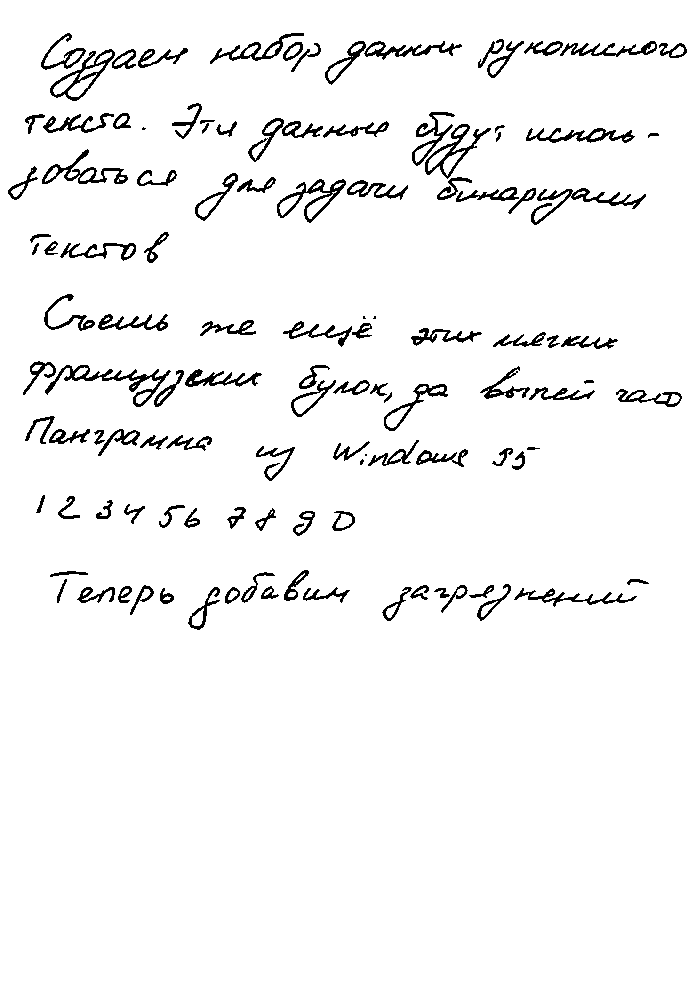 Создаем набор данных рукописного
текста. Эти данные будут исполь-
зоваться для задачи бинаризации
текстов
Съешь же ещё этих мягких
французских булок, да выпей чаю
Панграмма из Windows 95
1 2 3 4 5 6 7 8 9 0
Теперь добавим загрязнений